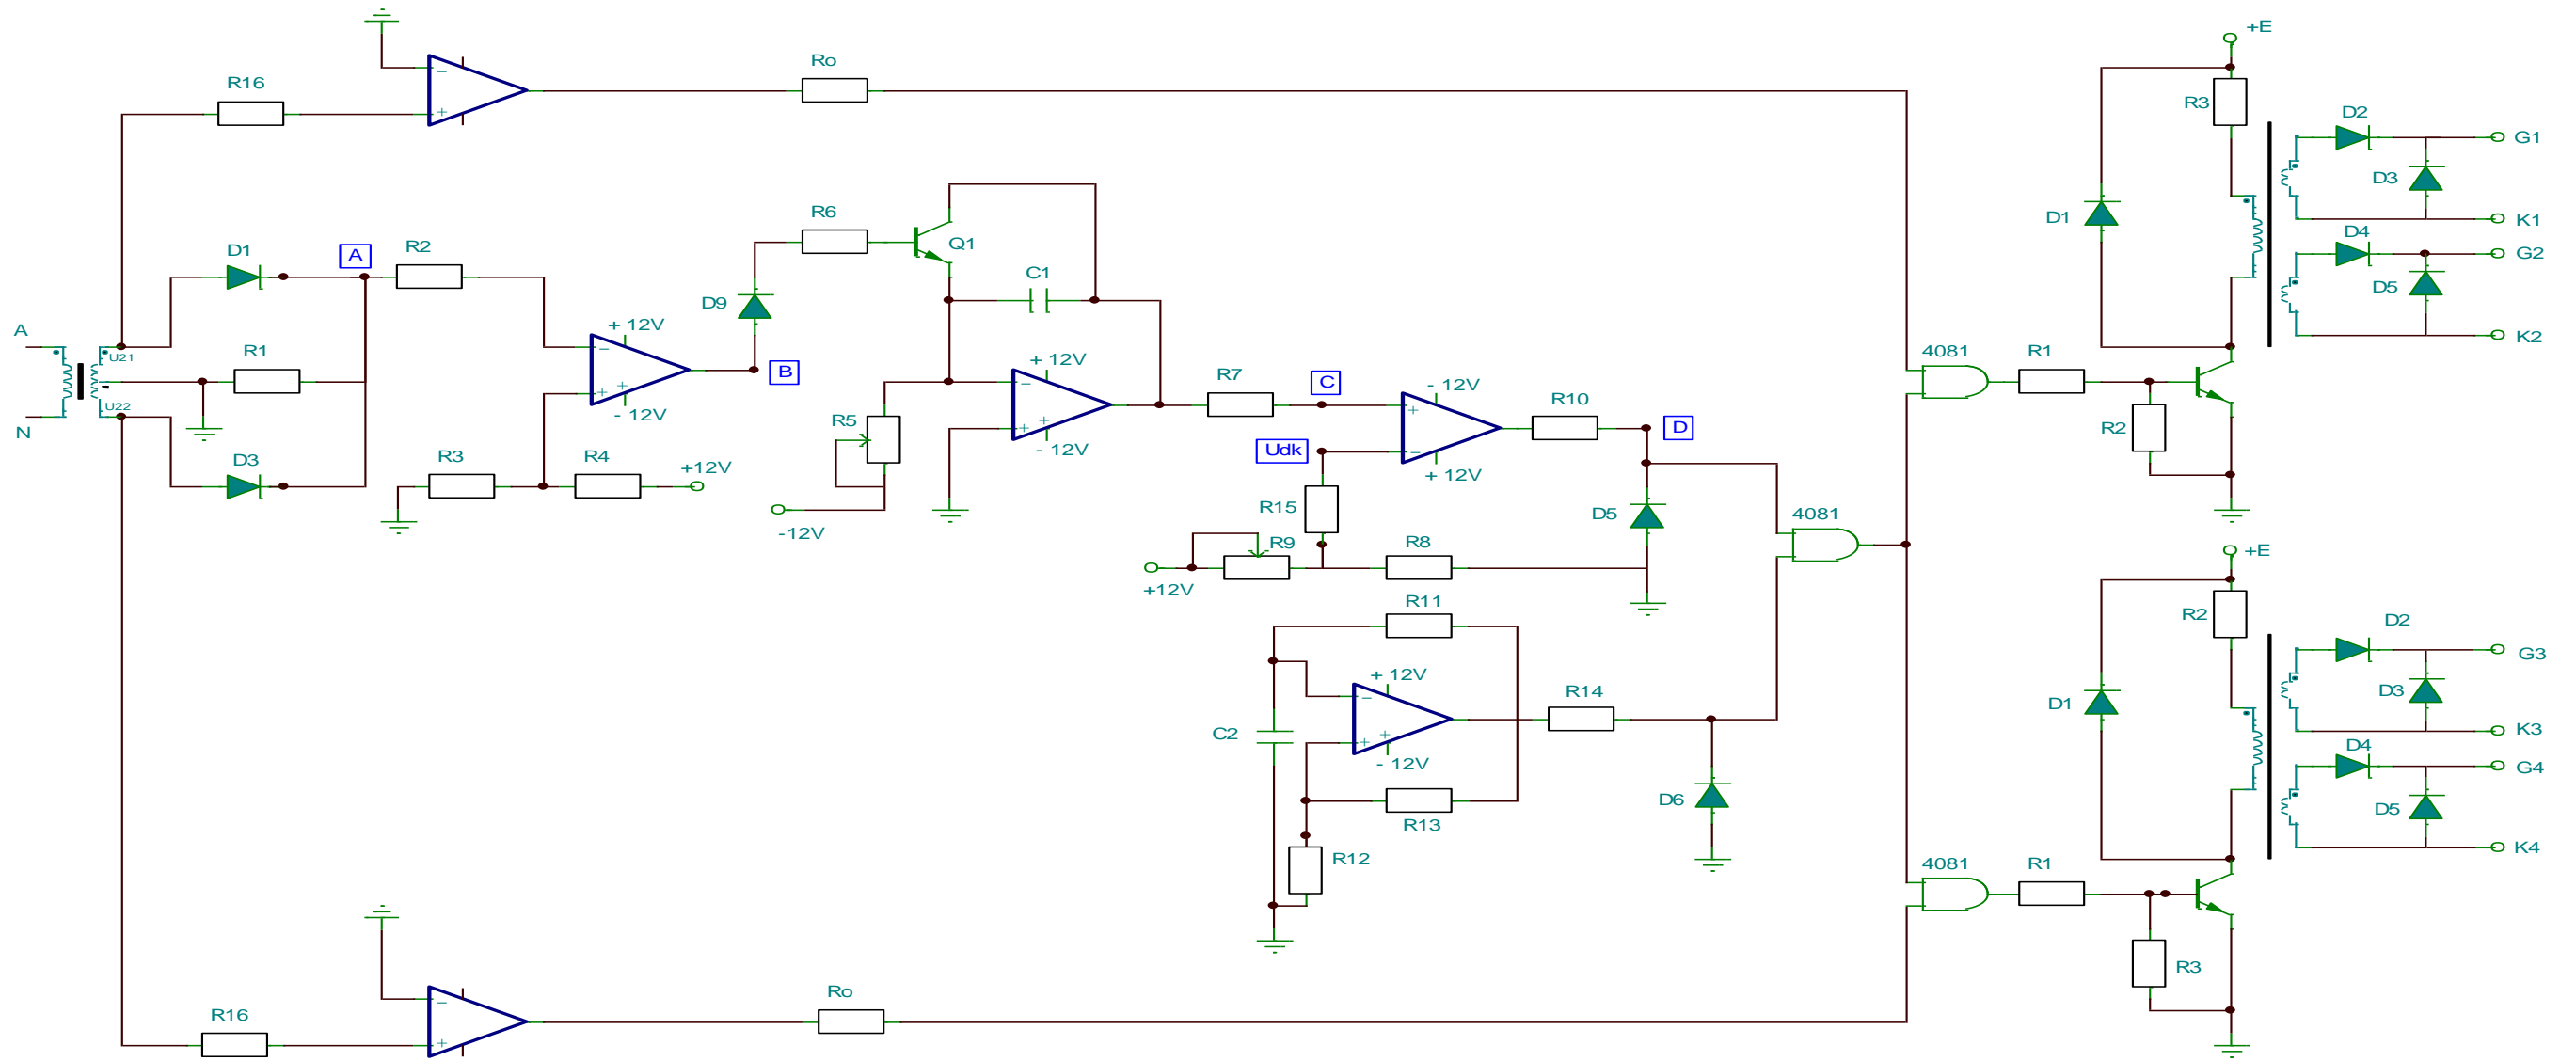 +E
Ro
R16
R3
D2
G1
D3
K1
R6
D1
Q1
D4
G2
D1
A
R2
C1
D5
D9
A
+ 12V
K2
U21
R1
+ 12V
4081
R1
B
R7
C
- 12V
U22
- 12V
R10
N
R5
D
R2
Udk
- 12V
D3
R3
R4
+12V
+ 12V
R15
D5
4081
-12V
R9
R8
+E
+12V
R11
R2
D2
G3
+ 12V
R14
D3
D1
K3
C2
D4
- 12V
G4
D6
D5
R13
K4
R12
4081
R1
R3
Ro
R16